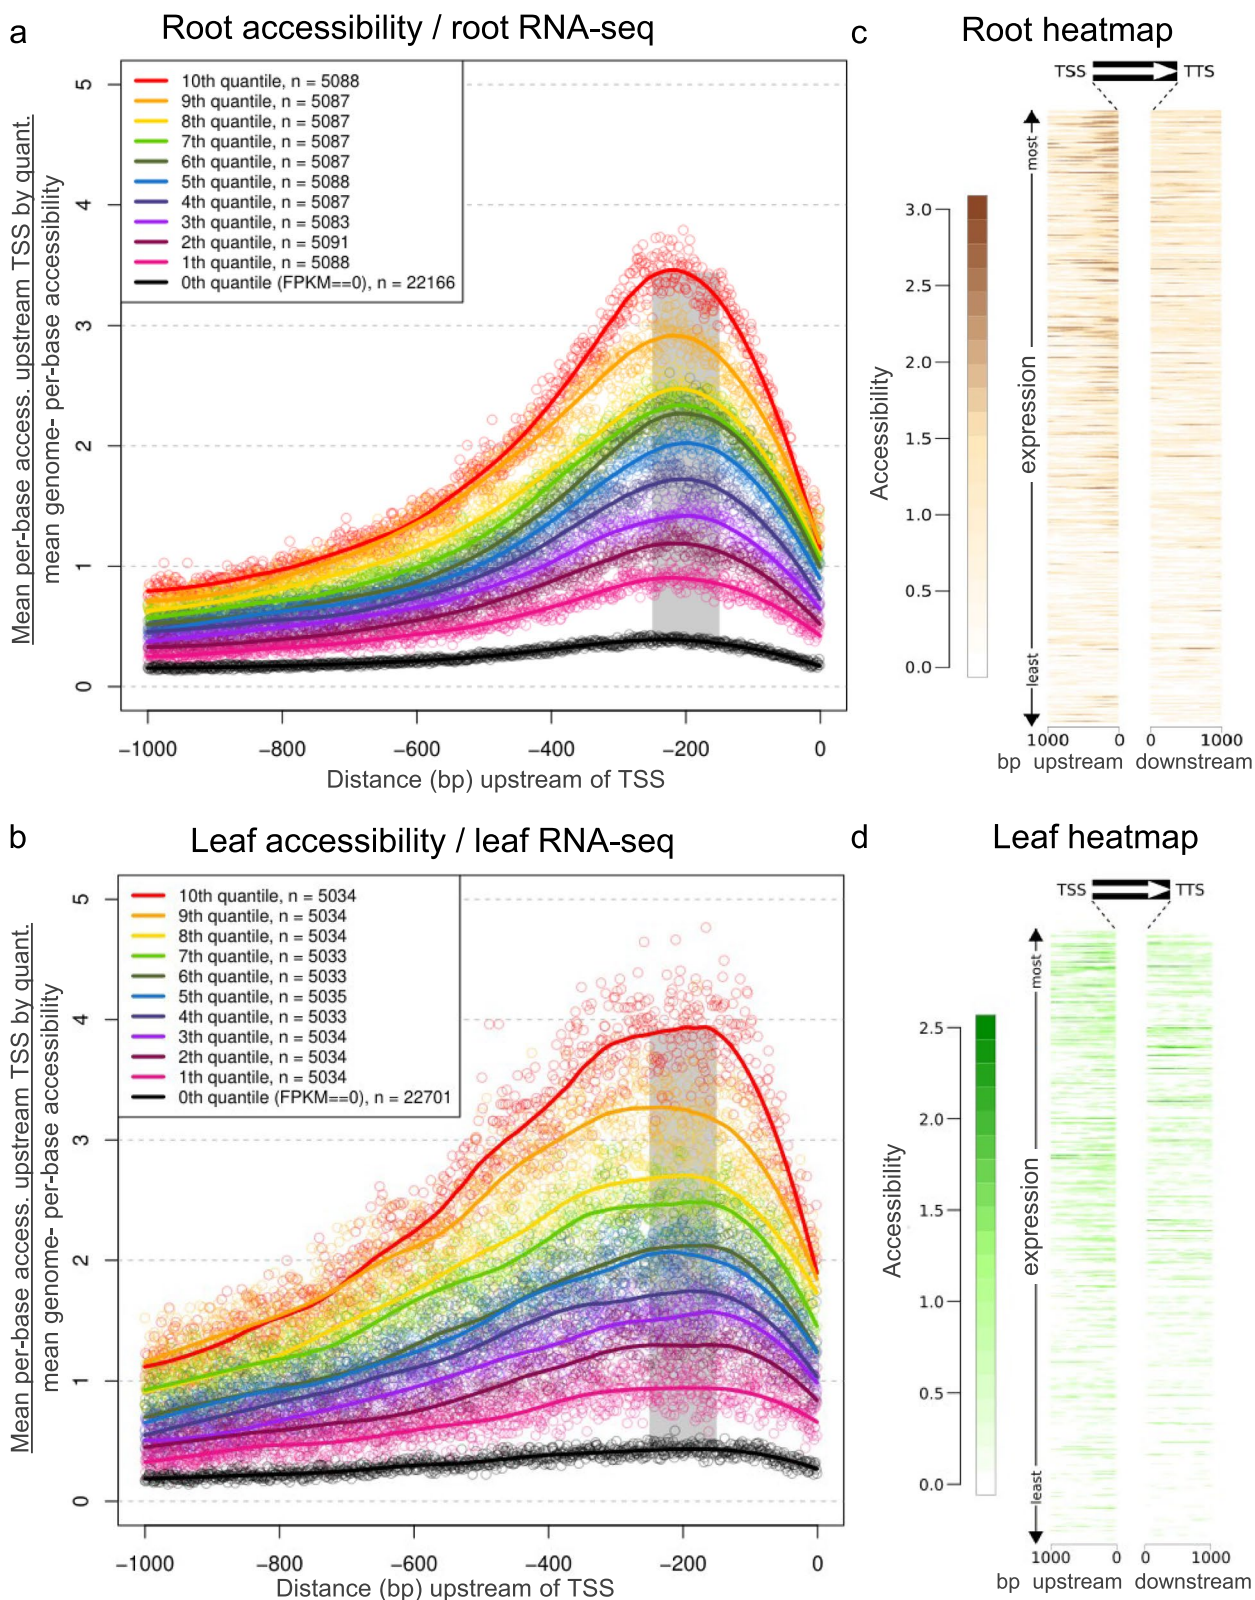 a
Root accessibility / root RNA-seq
Mean per-base access. upstream TSS by quant.
mean genome- per-base accessibility
5
4
3
2
1
0
10th quantile, n = 5088
9th quantile, n = 5087
8th quantile, n = 5087
7th quantile, n = 5087
6th quantile, n = 5087
5th quantile, n = 5088
4th quantile, n = 5087
3th quantile, n = 5083
2th quantile, n = 5091
1th quantile, n = 5088
0th quantile (FPKM==0), n = 22166
−1000 −800 −600 −400 −200 0
Distance (bp) upstream of TSS
c
Root heatmap
TSS TTS
Accessibility
3.0
2.5
2.0
1.5
1.0
0.5
0.0
most
expression
least
1000 0 0 1000
bp upstream downstream
b
Leaf accessibility / leaf RNA-seq
Mean per-base access. upstream TSS by quant.
mean genome- per-base accessibility
5
4
3
2
1
0
10th quantile, n = 5034
9th quantile, n = 5034
8th quantile, n = 5034
7th quantile, n = 5033
6th quantile, n = 5033
5th quantile, n = 5035
4th quantile, n = 5033
3th quantile, n = 5034
2th quantile, n = 5034
1th quantile, n = 5034
0th quantile (FPKM==0), n = 22701
−1000 −800 −600 −400 −200 0
Distance (bp) upstream of TSS
d
Leaf heatmap
TSS TTS
Accessibility
2.5
2.0
1.5
1.0
0.5
0.0
most
expression
least
1000 0 0 1000
bp upstream downstream